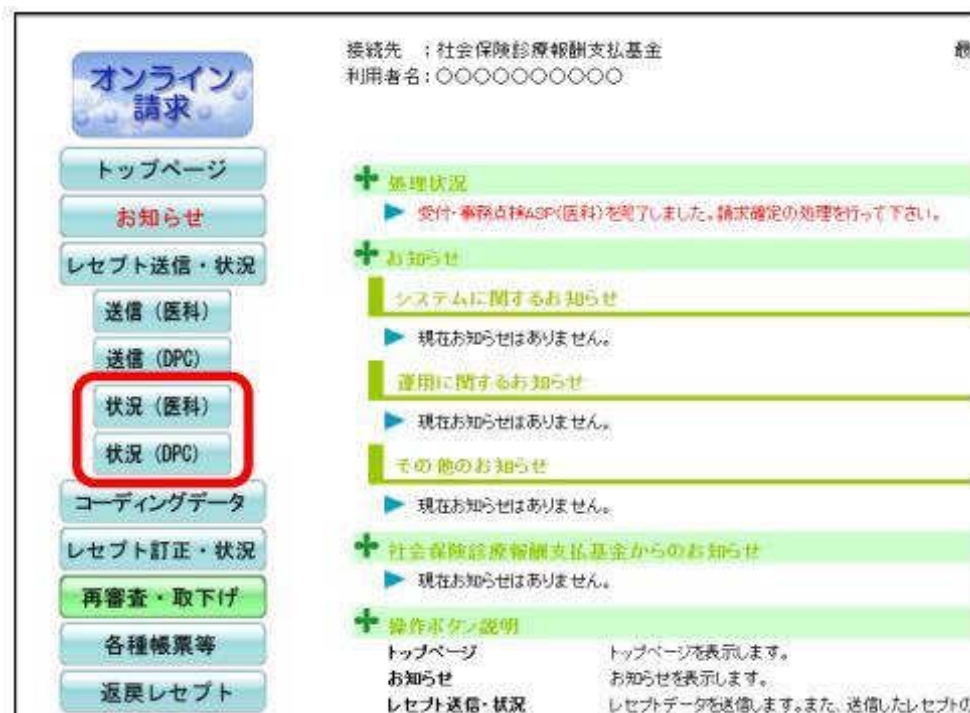 接続先 :社会保険診療報酬支払基金
最
利用者名:○○○○○○○○○○
オンライン
請求
トップページ
お知らせ
レセプト送信・状況
送信(医科)
送信(DPC)
状況(医科)
状況(DPC)
コーディングデータ
レセプト訂正・状況
再審査・取下げ
各種帳票等
返戻レセプト
処理状況
受付・事務点検ASP(医科)を完了しました。請求確定の処理を行って下さい。
お知らせ
システムに関するお知らせ
現在お知らせはありません。
運用に関するお知らせ
現在お知らせはありません。
その他のお知らせ
現在お知らせはありません。
社会保険診療報酬支払基金からのお知らせ
現在お知らせはありません。
操作ボタン説明
トップページ トップページを表示します。
お知らせ お知らせを表示します。
レセプト送信・状況 レセプトデータを送信します。また、送信したレセプトの